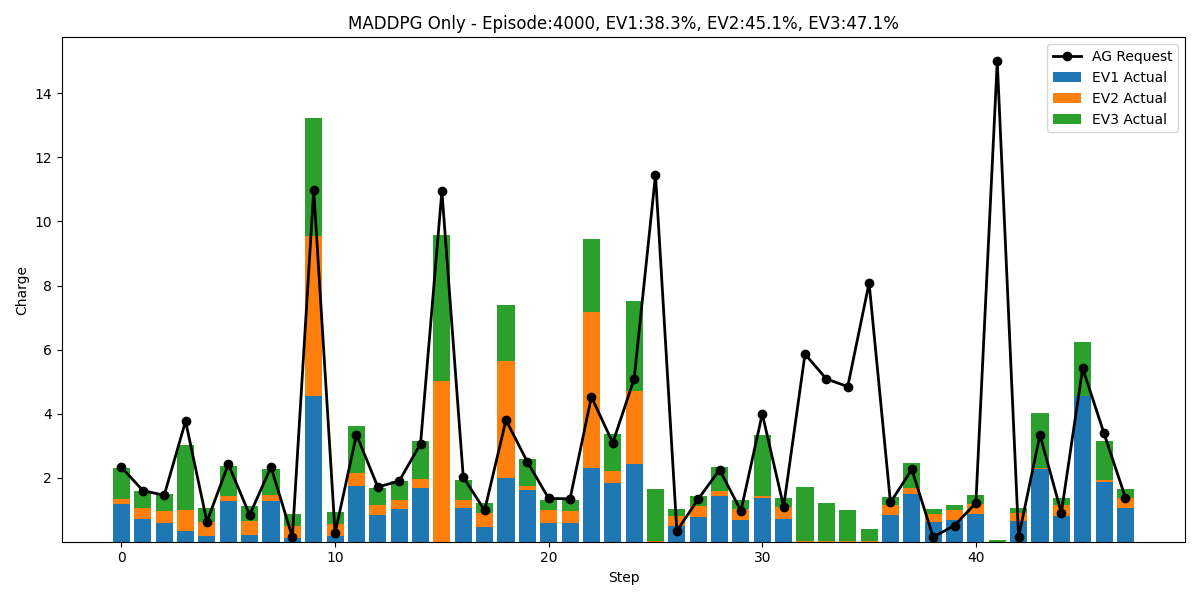 MADDPG Only - Episode:4000, EV1:38.3%, EV2:45.1%, EV3:47.1%
AG Request
EV1 Actual
EV2 Actual
EV3 Actual
14
12
10
8
6
4
2
Charge
0 10 20 30 40
Step